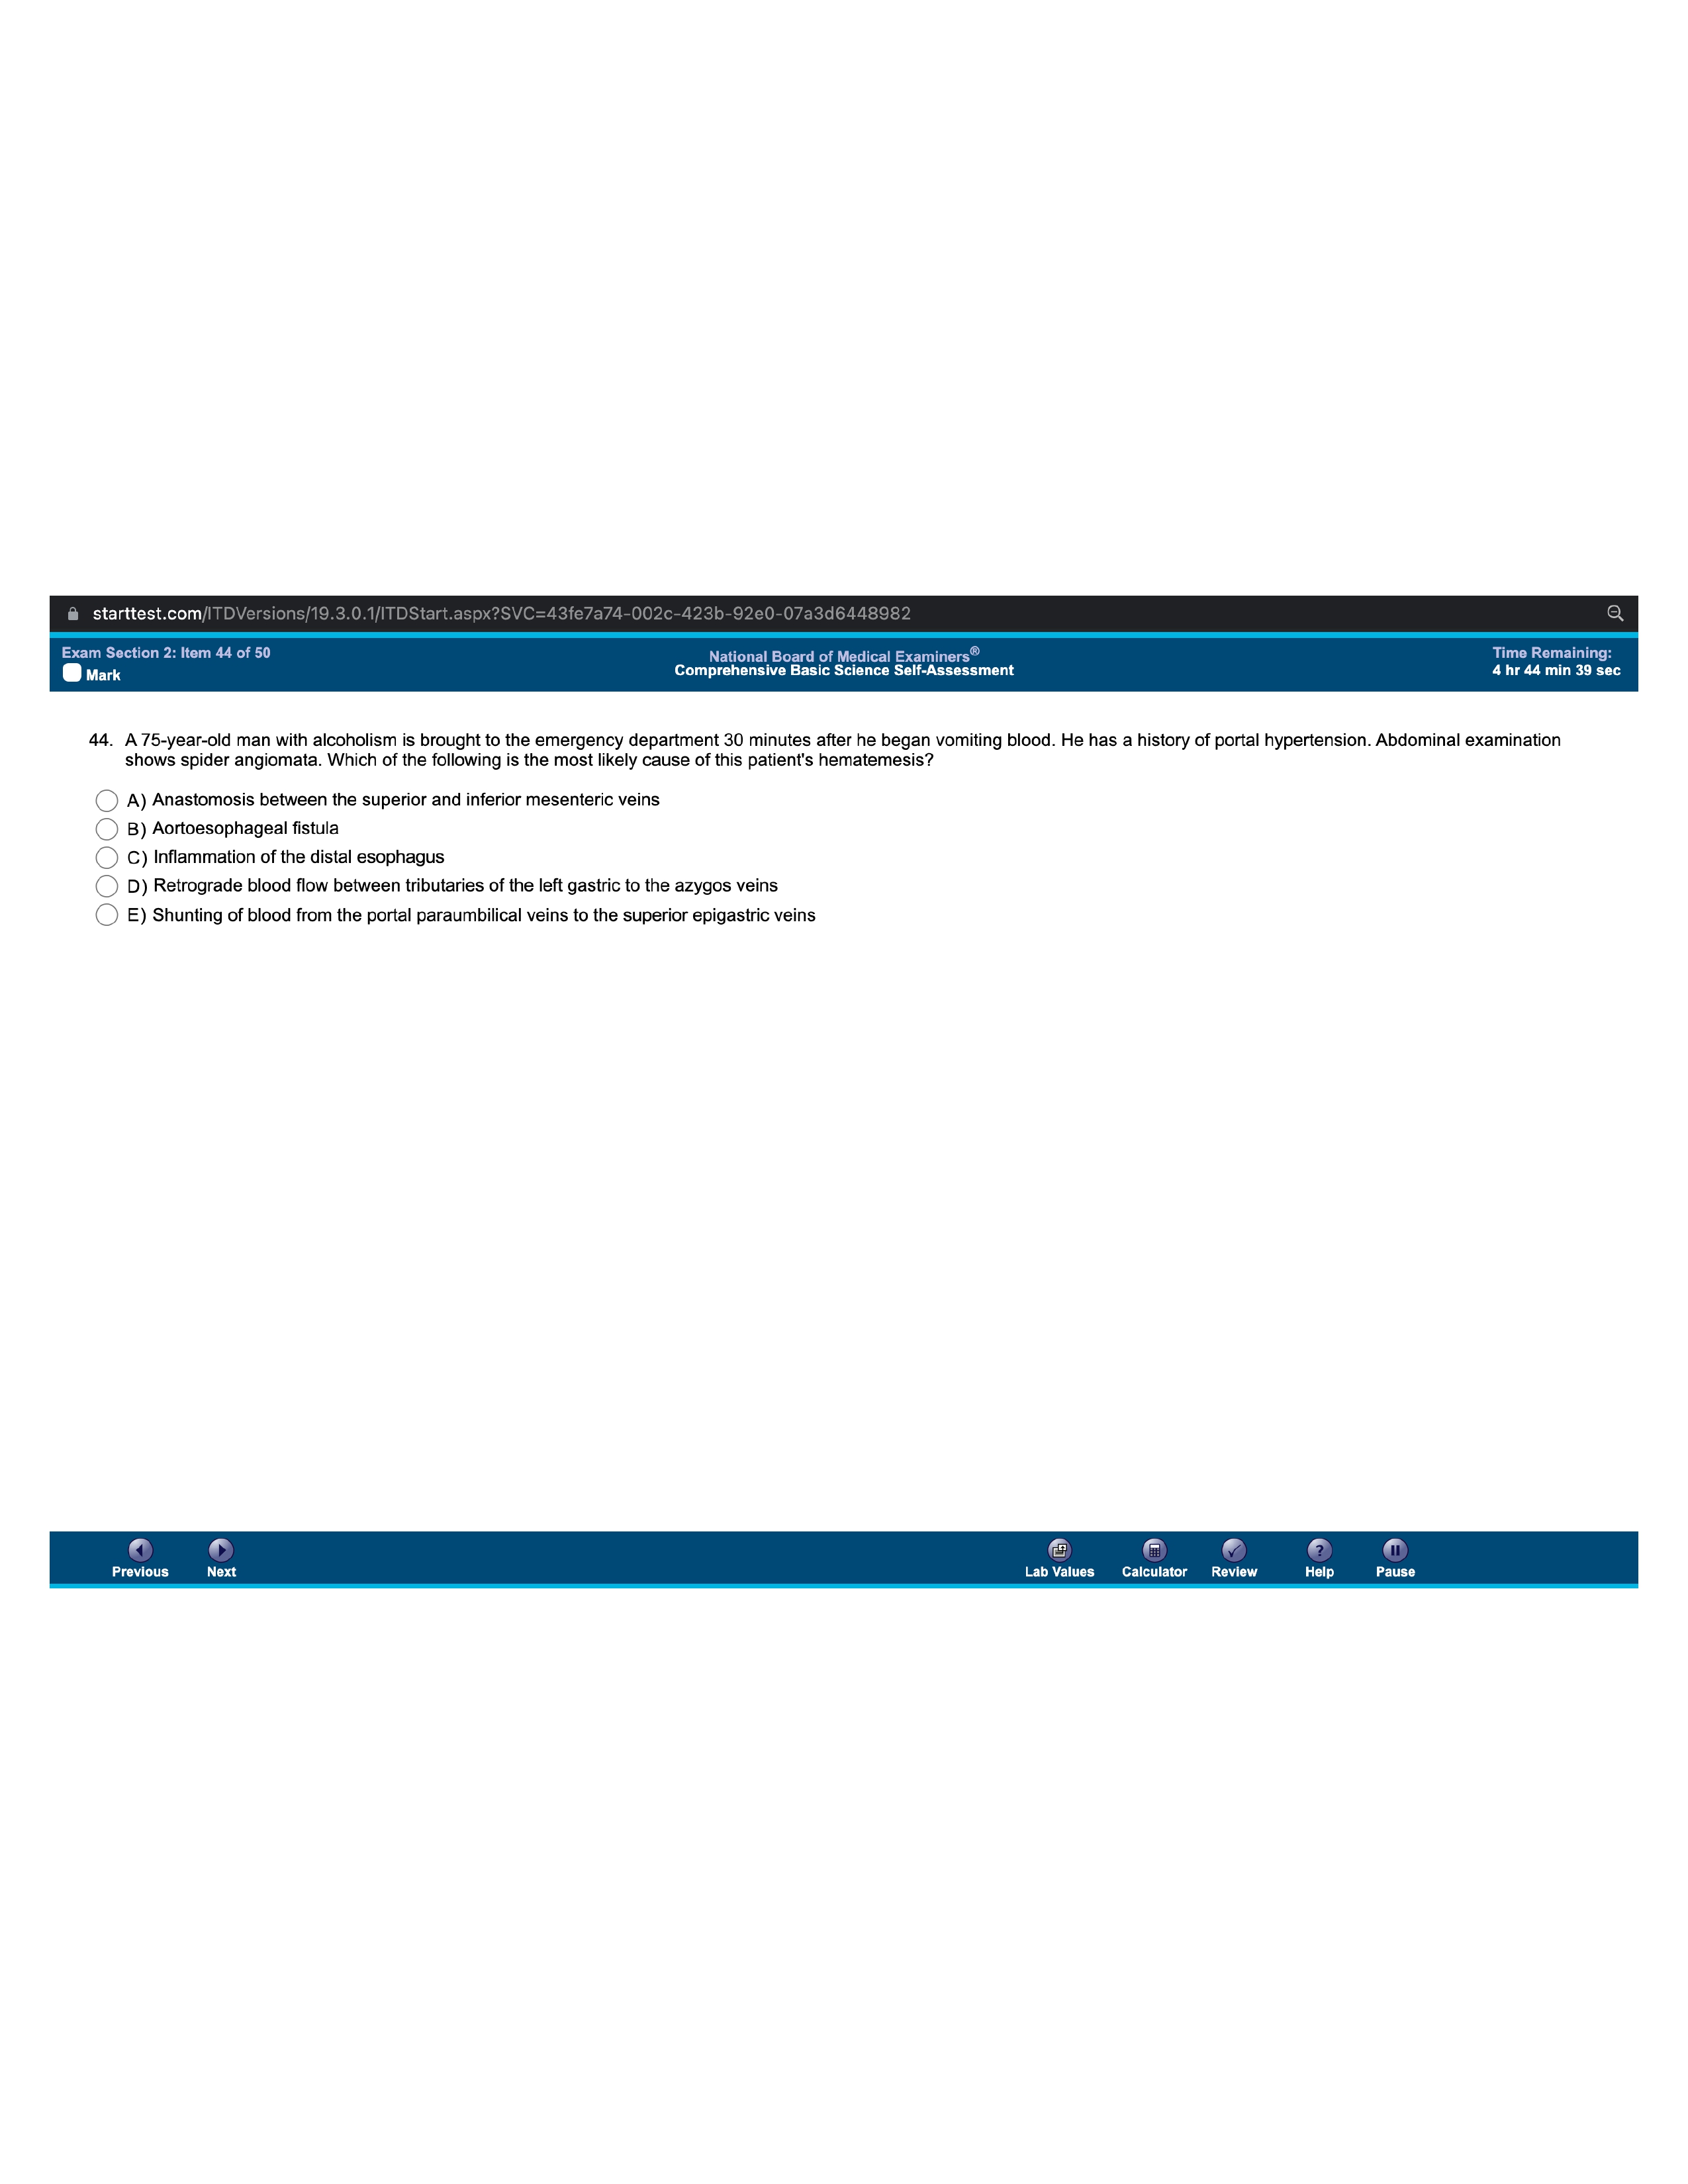 starttest.com/ITDVersions/19.3.0.1/ITDStart.aspx?SVC=43fe7a74-002c-423b-92e0-07a3d6448982
Exam Section 2: Item 44 of 50
Mark
National Board of Medical Examiners®
Comprehensive Basic Science Self-Assessment
Time Remaining:
4 hr 44 min 39 sec
44. A 75-year-old man with alcoholism is brought to the emergency department 30 minutes after he began vomiting blood. He has a history of portal hypertension. Abdominal examination
shows spider angiomata. Which of the following is the most likely cause of this patient's hematemesis?
A) Anastomosis between the superior and inferior mesenteric veins
B) Aortoesophageal fistula
C) Inflammation of the distal esophagus
D) Retrograde blood flow between tributaries of the left gastric to the azygos veins
E) Shunting of blood from the portal paraumbilical veins to the superior epigastric veins
Previous
Next
Lab Values
Calculator
Review
Help
Pause